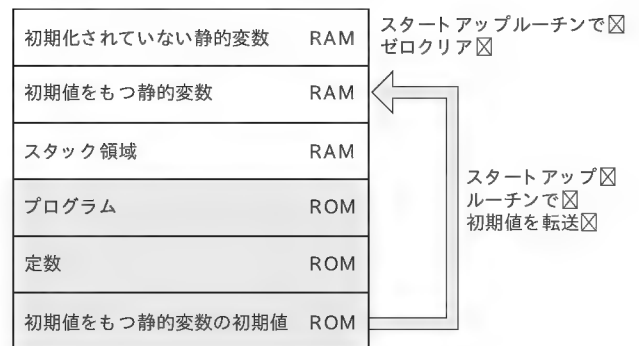 初期化されていない静的変数 RAM
スタートアップルーチンで☒
ゼロクリア☒
初期値をもつ静的変数 RAM
スタック領域 RAM
スタートアップ☒
ルーチンで☒
初期値を転送☒
プログラム ROM
定数 ROM
初期値をもつ静的変数の初期値 ROM